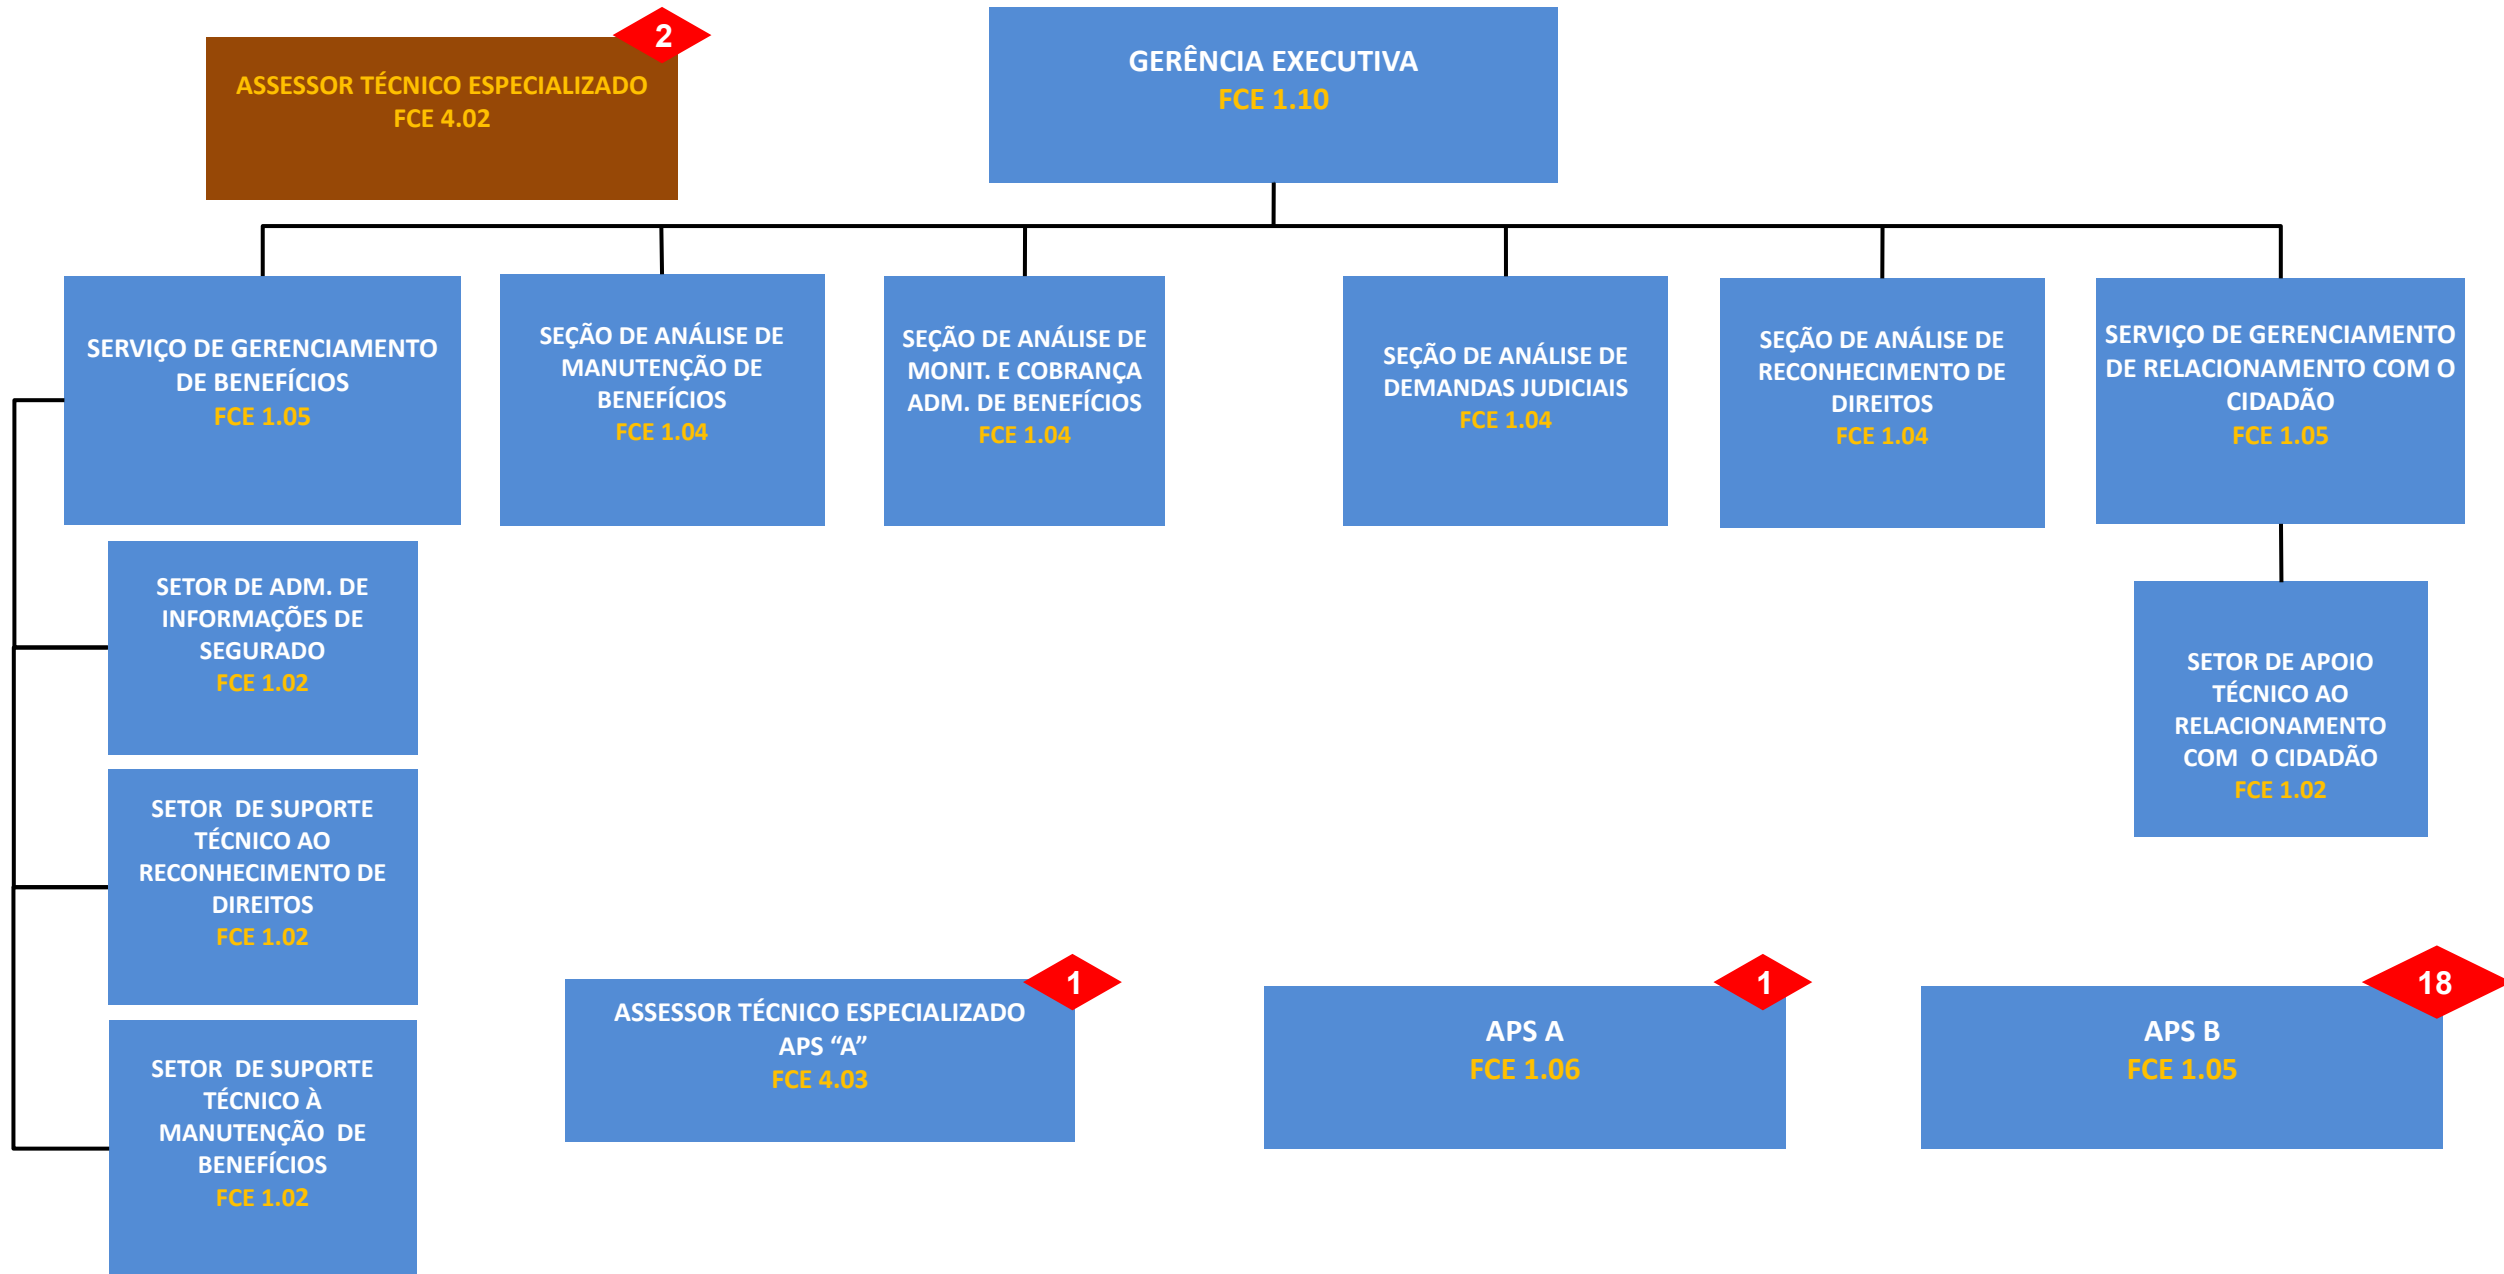 2
ASSESSOR TÉCNICO ESPECIALIZADO
FCE 4.02
GERÊNCIA EXECUTIVA
FCE 1.10
SERVIÇO DE GERENCIAMENTO
DE BENEFÍCIOS
FCE 1.05
SEÇÃO DE ANÁLISE DE
MANUTENÇÃO DE
BENEFÍCIOS
FCE 1.04
SEÇÃO DE ANÁLISE DE
MONIT. E COBRANÇA
ADM. DE BENEFÍCIOS
FCE 1.04
SEÇÃO DE ANÁLISE DE
DEMANDAS JUDICIAIS
FCE 1.04
SEÇÃO DE ANÁLISE DE
RECONHECIMENTO DE
DIREITOS
FCE 1.04
SERVIÇO DE GERENCIAMENTO
DE RELACIONAMENTO COM O
CIDADÃO
FCE 1.05
SETOR DE ADM. DE
INFORMAÇÕES DE
SEGURADO
FCE 1.02
SETOR DE SUPORTE
TÉCNICO AO
RECONHECIMENTO DE
DIREITOS
FCE 1.02
SETOR DE SUPORTE
TÉCNICO À
MANUTENÇÃO DE
BENEFÍCIOS
FCE 1.02
SETOR DE APOIO
TÉCNICO AO
RELACIONAMENTO
COM O CIDADÃO
FCE 1.02
1
ASSESSOR TÉCNICO ESPECIALIZADO
APS “A”
FCE 4.03
1
APS A
FCE 1.06
18
APS B
FCE 1.05